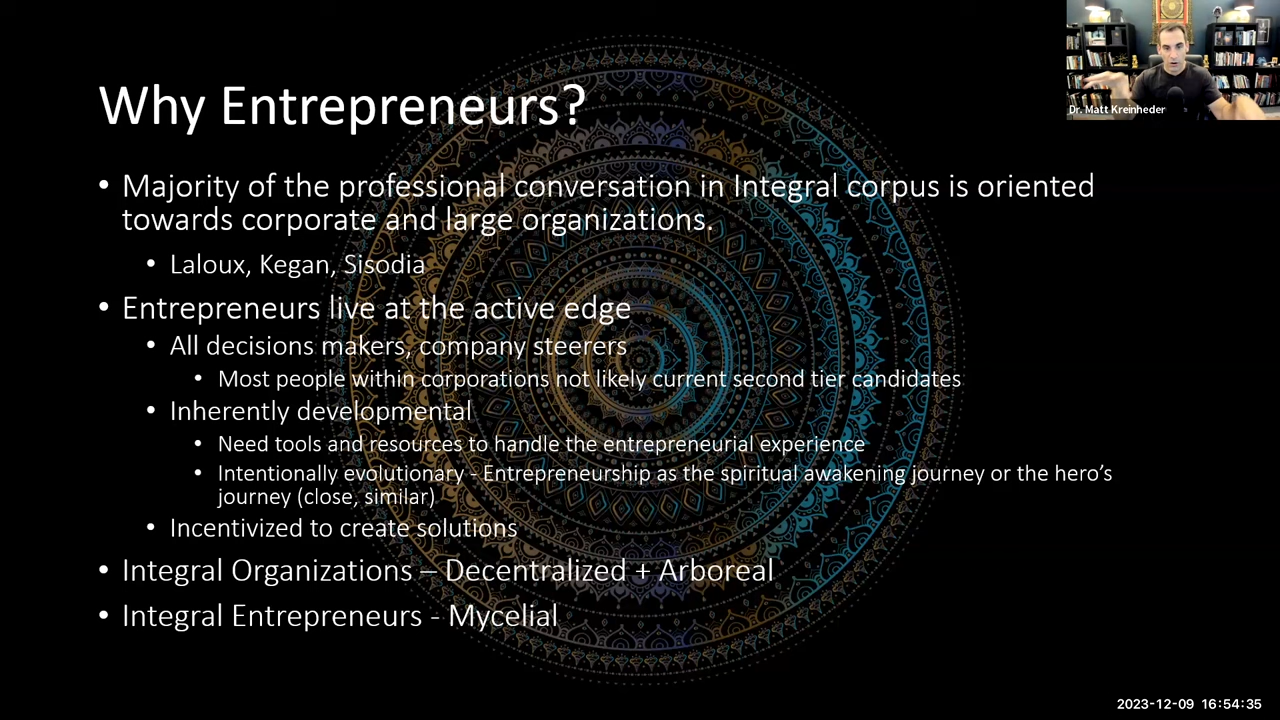 Dr. Matt Kreinheder
Why Entrepreneurs?
• Majority of the professional conversation in Integral corpus is oriented
towards corporate and large organizations.
• Laloux, Kegan, Sisodia
• Entrepreneurs live at the active edge
• All decisions makers, company steerers
• Most people within corporations not likely current second tier candidates
• Inherently developmental
• Need tools and resources to handle the entrepreneurial experience
• Intentionally evolutionary - Entrepreneurship as the spiritual awakening journey or the hero’s
journey (close, similar)
• Incentivized to create solutions
• Integral Organizations – Decentralized + Arboreal
• Integral Entrepreneurs - Mycelial
2023-12-09 16:54:35